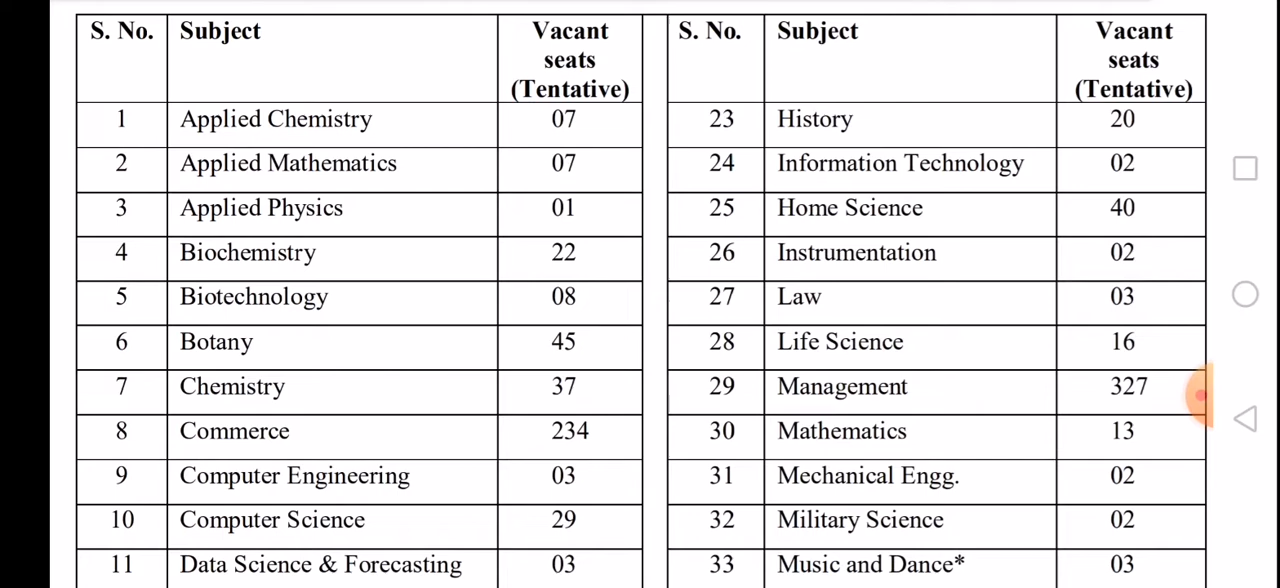 S. No. Subject Vacant seats (Tentative) S. No. Subject Vacant seats (Tentative)
1 Applied Chemistry 07 23 History 20
2 Applied Mathematics 07 24 Information Technology 02
3 Applied Physics 01 25 Home Science 40
4 Biochemistry 22 26 Instrumentation 02
5 Biotechnology 08 27 Law 03
6 Botany 45 28 Life Science 16
7 Chemistry 37 29 Management 327
8 Commerce 234 30 Mathematics 13
9 Computer Engineering 03 31 Mechanical Engg. 02
10 Computer Science 29 32 Military Science 02
11 Data Science & Forecasting 03 33 Music and Dance* 03